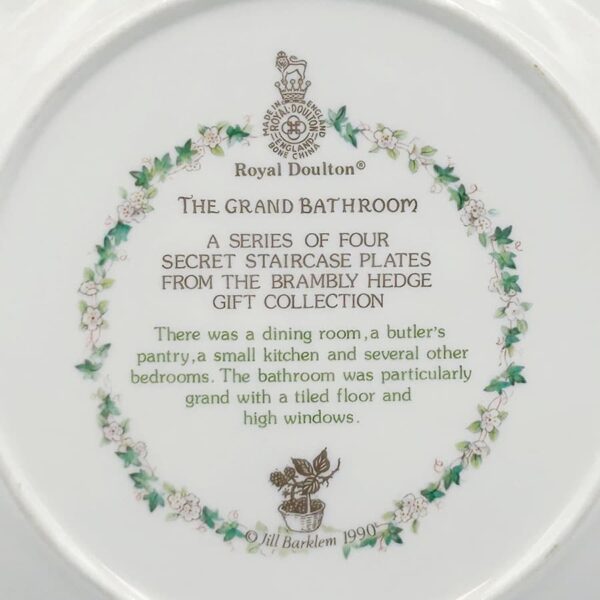 MADE IN ENGLAND
ROYAL DOULTON
ENGLAND
BONE CHINA
Royal Doulton®
THE GRAND BATHROOM
A SERIES OF FOUR
SECRET STAIRCASE PLATES
FROM THE BRAMBLY HEDGE
GIFT COLLECTION
There was a dining room, a butler's
pantry, a small kitchen and several other
bedrooms. The bathroom was particularly
grand with a tiled floor and
high windows.
© Jill Barklem 1990